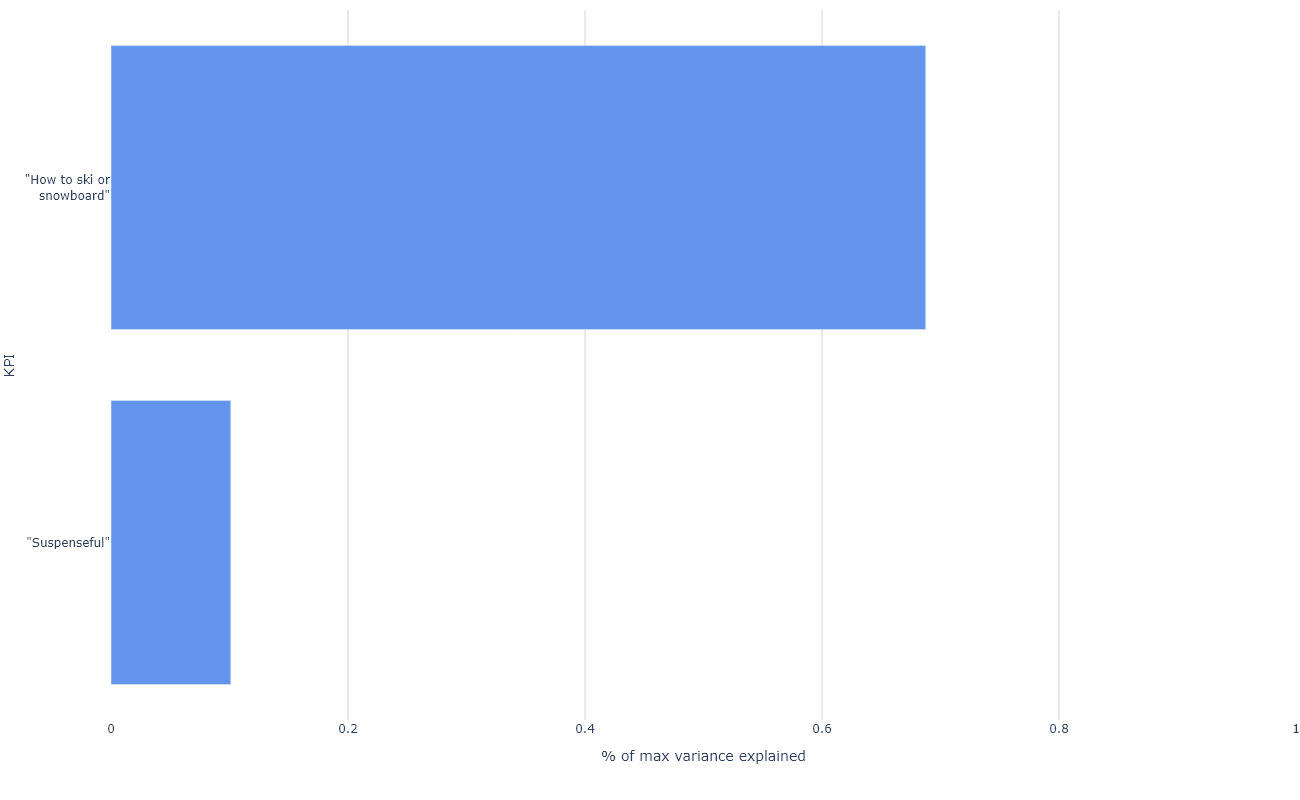 "How to ski or
snowboard"
KPI
"Suspenseful"
0 0.2 0.4 0.6 0.8 1
% of max variance explained